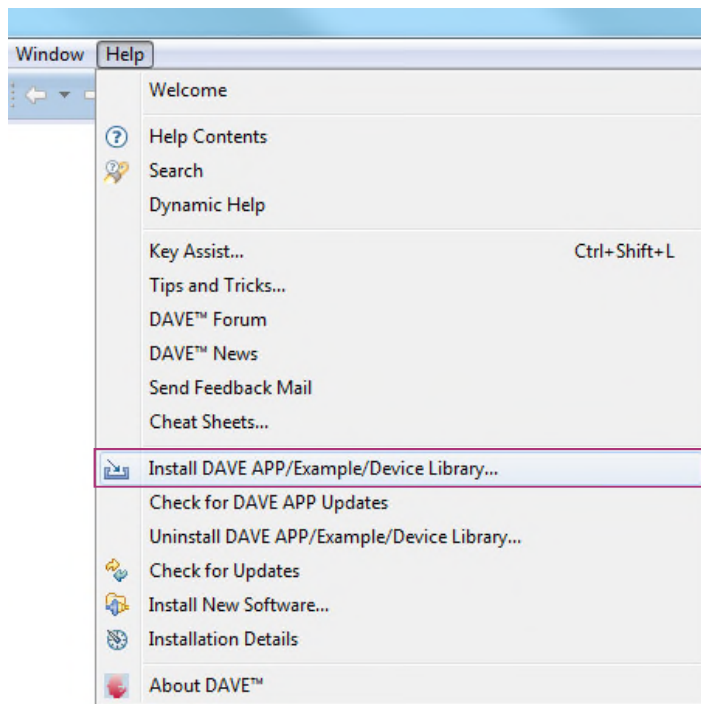 Window Help
Welcome
Help Contents
Search
Dynamic Help
Key Assist... Ctrl+Shift+L
Tips and Tricks...
DAVE™ Forum
DAVE™ News
Send Feedback Mail
Cheat Sheets...
Install DAVE APP/Example/Device Library...
Check for DAVE APP Updates
Uninstall DAVE APP/Example/Device Library...
Check for Updates
Install New Software...
Installation Details
About DAVE™